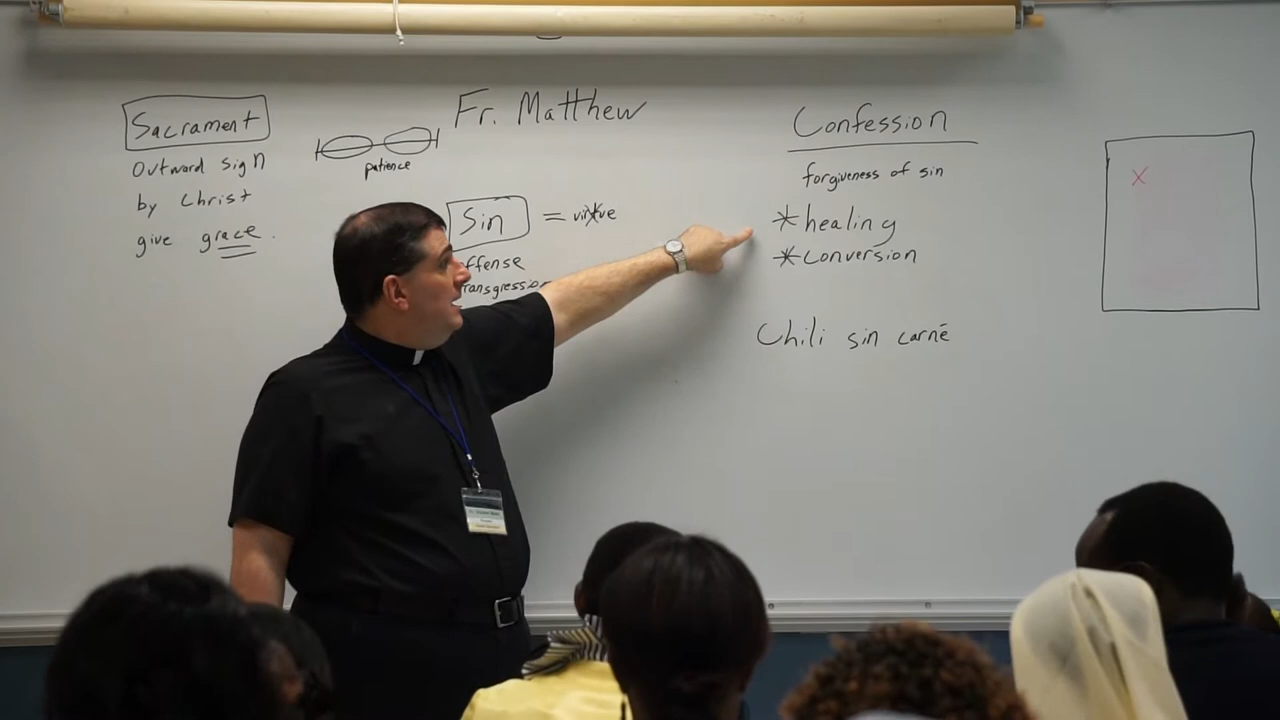 Fr. Matthew
Sacrament
Outward sign
by Christ
give grace.
patience
Sin = virtue
offense
transgression
Confession
forgiveness of sin
*healing
*conversion
Chili sin carné
X